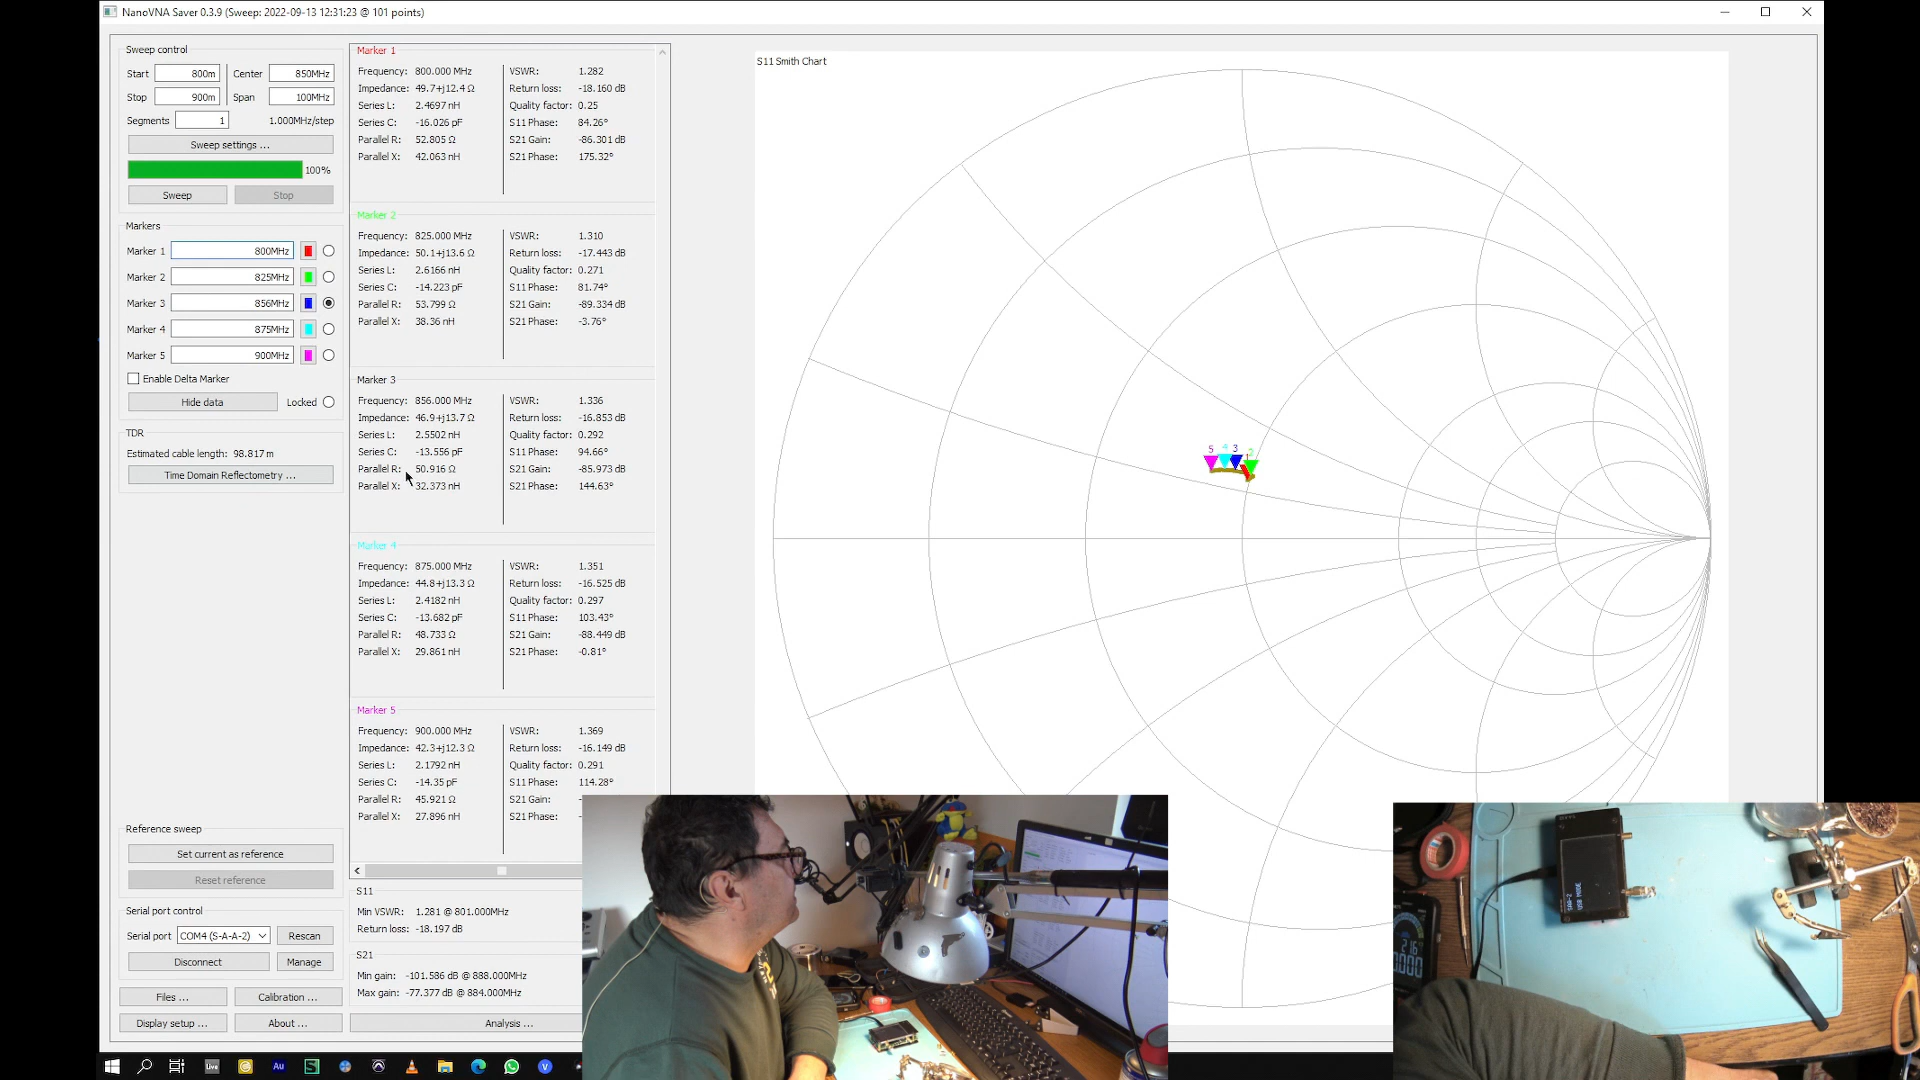 NanoVNA Saver 0.3.9 (Sweep: 2022-09-13 12:31:23 @ 101 points)
Sweep control
Start 800m Center 850MHz
Stop 900m Span 100MHz
Segments 1 1.000MHz/step
Sweep settings ...
100%
Sweep Stop
Markers
Marker 1 800MHz
Marker 2 825MHz
Marker 3 856MHz
Marker 4 875MHz
Marker 5 900MHz
Enable Delta Marker
Hide data Locked
TDR
Estimated cable length: 98.817 m
Time Domain Reflectometry ...
Reference sweep
Set current as reference
Reset reference
Serial port control
Serial port COM4 (S-A-A-2) Rescan
Disconnect Manage
Files ... Calibration ...
Display setup ... About ...
Marker 1
Frequency: 800.000 MHz VSWR: 1.282
Impedance: 49.7+j12.4 Ω Return loss: -18.160 dB
Series L: 2.4697 nH Quality factor: 0.25
Series C: -16.026 pF S11 Phase: 84.26°
Parallel R: 52.805 Ω S21 Gain: -86.301 dB
Parallel X: 42.063 nH S21 Phase: 175.32°
Marker 2
Frequency: 825.000 MHz VSWR: 1.310
Impedance: 50.1+j13.6 Ω Return loss: -17.443 dB
Series L: 2.6166 nH Quality factor: 0.271
Series C: -14.223 pF S11 Phase: 81.74°
Parallel R: 53.799 Ω S21 Gain: -89.334 dB
Parallel X: 38.36 nH S21 Phase: -3.76°
Marker 3
Frequency: 856.000 MHz VSWR: 1.336
Impedance: 46.9+j13.7 Ω Return loss: -16.853 dB
Series L: 2.5502 nH Quality factor: 0.292
Series C: -13.556 pF S11 Phase: 94.66°
Parallel R: 50.916 Ω S21 Gain: -85.973 dB
Parallel X: 32.373 nH S21 Phase: 144.63°
Marker 4
Frequency: 875.000 MHz VSWR: 1.351
Impedance: 44.8+j13.3 Ω Return loss: -16.525 dB
Series L: 2.4182 nH Quality factor: 0.297
Series C: -13.682 pF S11 Phase: 103.43°
Parallel R: 48.733 Ω S21 Gain: -88.449 dB
Parallel X: 29.861 nH S21 Phase: -0.81°
Marker 5
Frequency: 900.000 MHz VSWR: 1.369
Impedance: 42.3+j12.3 Ω Return loss: -16.149 dB
Series L: 2.1792 nH Quality factor: 0.291
Series C: -14.35 pF S11 Phase: 114.28°
Parallel R: 45.921 Ω S21 Gain: -
Parallel X: 27.896 nH S21 Phase: -
S11
Min VSWR: 1.281 @ 801.000MHz
Return loss: -18.197 dB
S21
Min gain: -101.586 dB @ 888.000MHz
Max gain: -77.377 dB @ 884.000MHz
Analysis ...
S11 Smith Chart
5 4 3 1 2
SAA-2
USB MODE
Live
Au
S
V